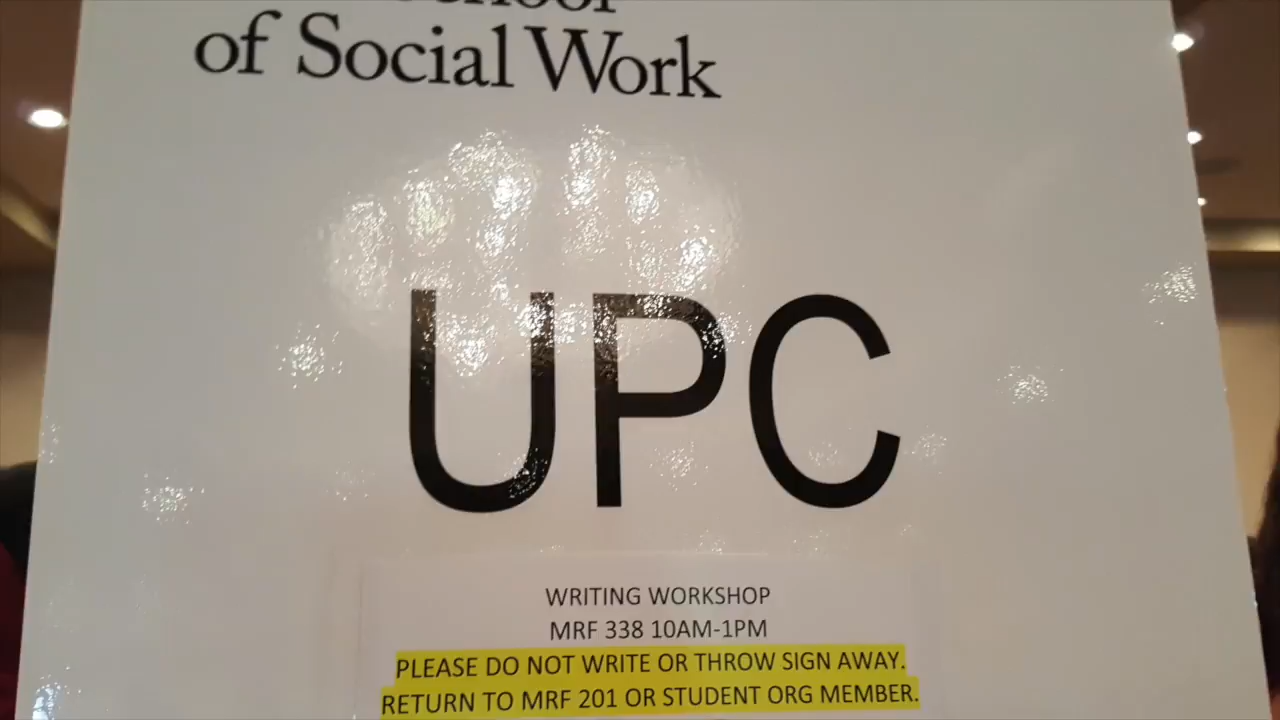 of Social Work
UPC
WRITING WORKSHOP
MRF 338 10AM-1PM
PLEASE DO NOT WRITE OR THROW SIGN AWAY.
RETURN TO MRF 201 OR STUDENT ORG MEMBER.